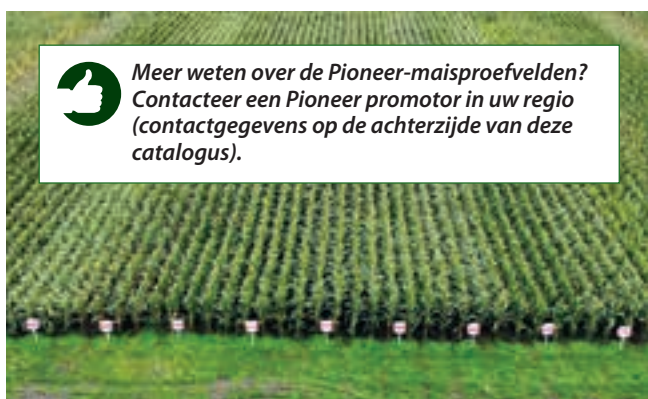 Meer weten over de Pioneer-maisproefvelden?
Contacteer een Pioneer promotor in uw regio
(contactgegevens op de achterzijde van deze
catalogus).